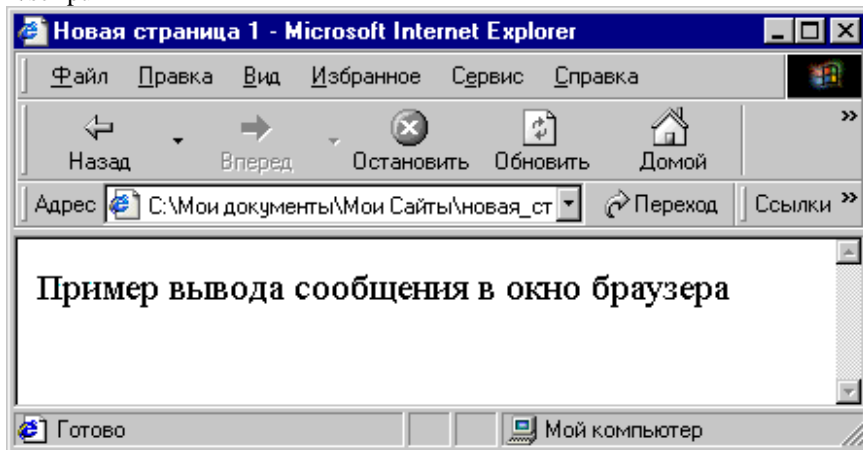 Новая страница 1 - Microsoft Internet Explorer
Файл Правка Вид Избранное Сервис Справка
Назад Вперед Остановить Обновить Домой »
Адрес C:\Мои документы\Мои Сайты\новая_ст Переход Ссылки »
Пример вывода сообщения в окно браузера
Готово Мой компьютер